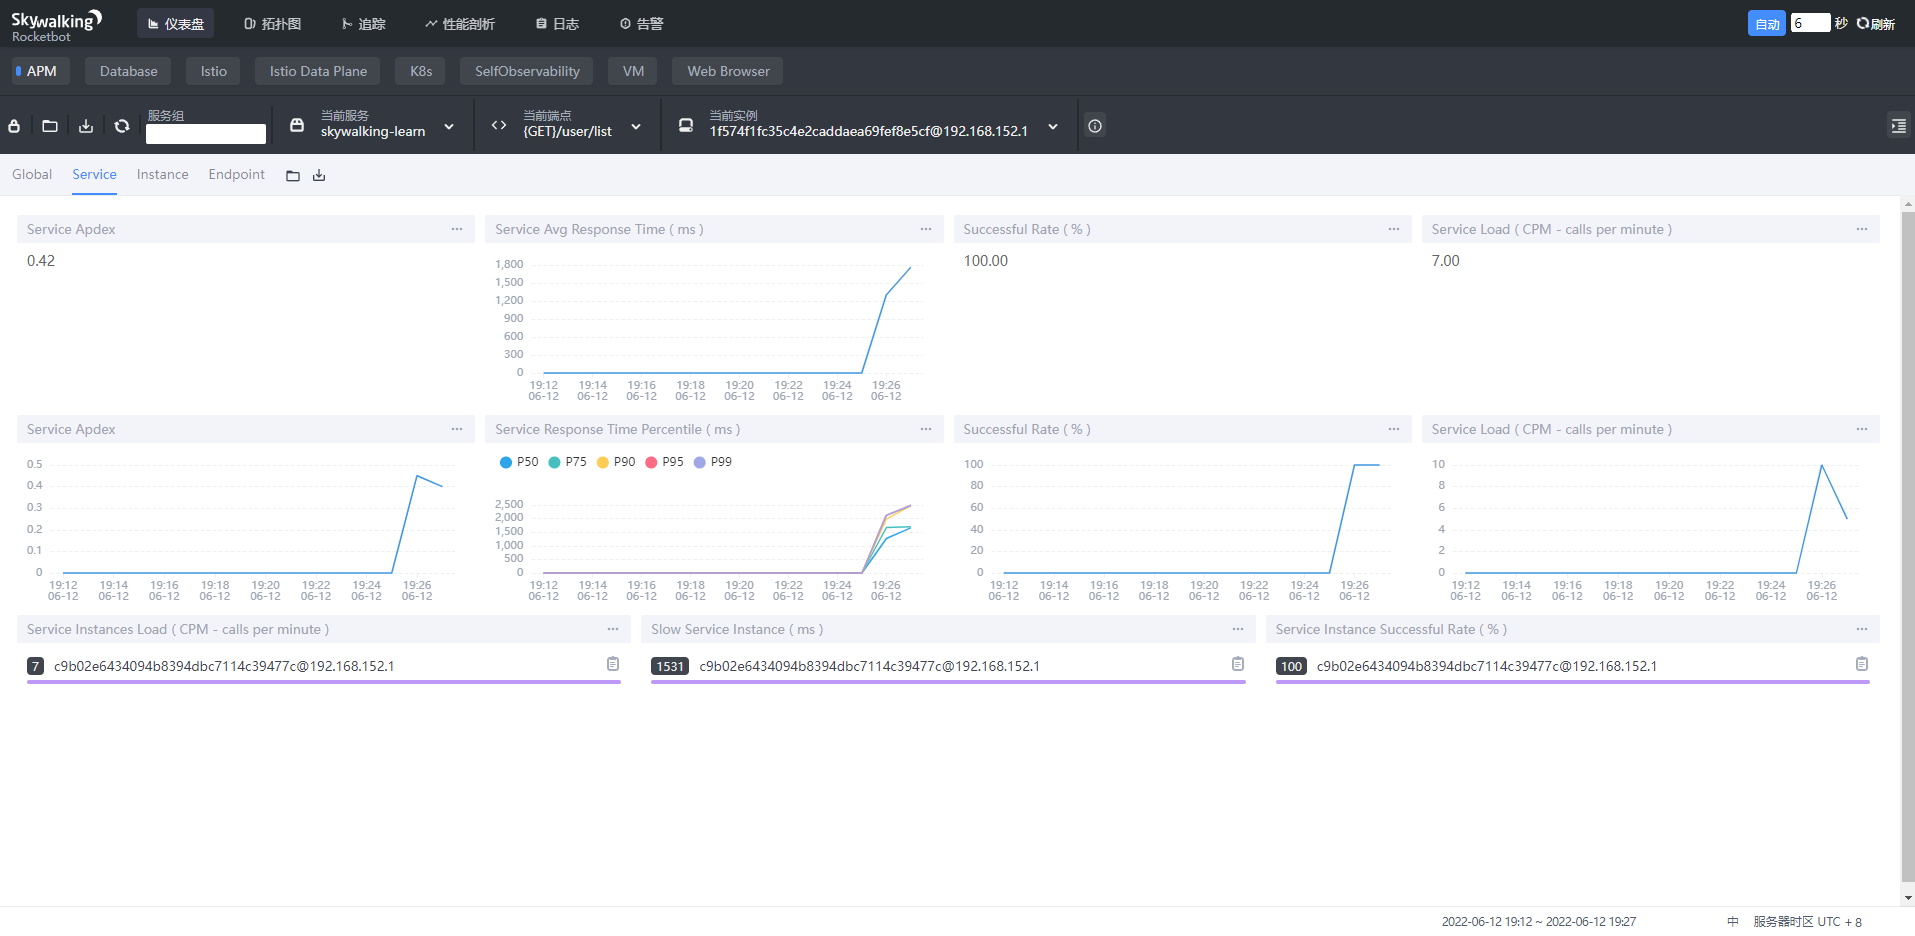 Skywalking
Rocketbot
仪表盘 拓扑图 追踪 性能剖析 日志 告警 自动 6 秒 刷新
APM Database Istio Istio Data Plane K8s SelfObservability VM Web Browser
服务组 当前服务 当前端点 当前实例
skywalking-learn {GET}/user/list 1f574f1fc35c4e2caddaea69fef8e5cf@192.168.152.1
Global Service Instance Endpoint
Service Apdex
0.42
Service Avg Response Time ( ms )
1,800
1,500
1,200
900
600
300
0
19:12 19:14 19:16 19:18 19:20 19:22 19:24 19:26
06-12 06-12 06-12 06-12 06-12 06-12 06-12 06-12
Successful Rate ( % )
100.00
Service Load ( CPM - calls per minute )
7.00
Service Apdex
0.5
0.4
0.3
0.2
0.1
0
19:12 19:14 19:16 19:18 19:20 19:22 19:24 19:26
06-12 06-12 06-12 06-12 06-12 06-12 06-12 06-12
Service Response Time Percentile ( ms )
P50 P75 P90 P95 P99
2,500
2,000
1,500
1,000
500
0
19:12 19:14 19:16 19:18 19:20 19:22 19:24 19:26
06-12 06-12 06-12 06-12 06-12 06-12 06-12 06-12
Successful Rate ( % )
100
80
60
40
20
0
19:12 19:14 19:16 19:18 19:20 19:22 19:24 19:26
06-12 06-12 06-12 06-12 06-12 06-12 06-12 06-12
Service Load ( CPM - calls per minute )
10
8
6
4
2
0
19:12 19:14 19:16 19:18 19:20 19:22 19:24 19:26
06-12 06-12 06-12 06-12 06-12 06-12 06-12 06-12
Service Instances Load ( CPM - calls per minute )
7 c9b02e6434094b8394dbc7114c39477c@192.168.152.1
Slow Service Instance ( ms )
1531 c9b02e6434094b8394dbc7114c39477c@192.168.152.1
Service Instance Successful Rate ( % )
100 c9b02e6434094b8394dbc7114c39477c@192.168.152.1
2022-06-12 19:12 ~ 2022-06-12 19:27 中 服务器时区 UTC + 8